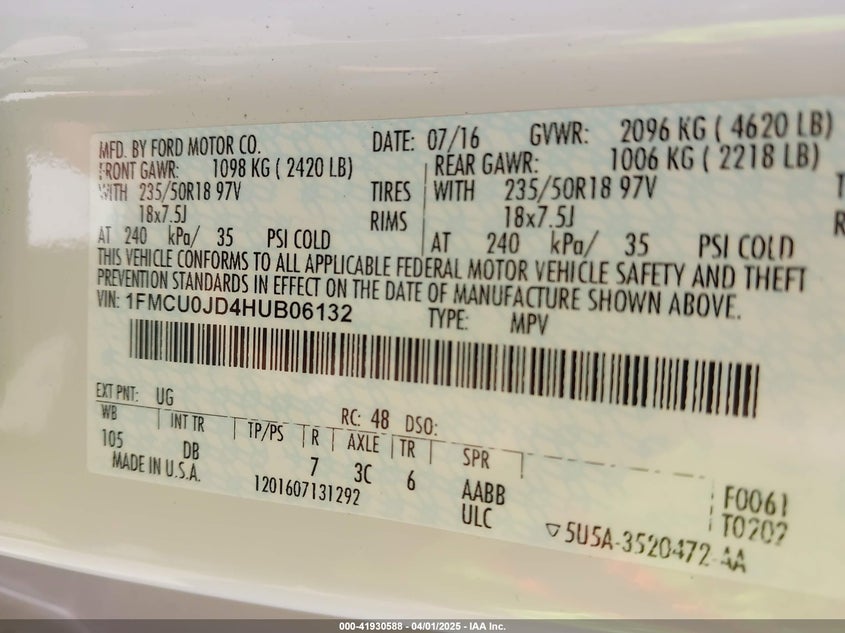 MFD. BY FORD MOTOR CO. DATE: 07/16 GVWR: 2096 KG ( 4620 LB)
FRONT GAWR: 1098 KG ( 2420 LB) REAR GAWR: 1006 KG ( 2218 LB)
WITH 235/50R18 97V TIRES WITH 235/50R18 97V T
18x7.5J RIMS 18x7.5J R
AT 240 kPa/ 35 PSI COLD AT 240 kPa/ 35 PSI COLD
THIS VEHICLE CONFORMS TO ALL APPLICABLE FEDERAL MOTOR VEHICLE SAFETY AND THEFT
PREVENTION STANDARDS IN EFFECT ON THE DATE OF MANUFACTURE SHOWN ABOVE.
VIN: 1FMCU0JD4HUB06132 TYPE: MPV
EXT PNT: UG RC: 48 DSO:
WB INT TR TP/PS R AXLE TR SPR
105 DB 7 3C 6 AABB F0061
MADE IN U.S.A. 1201607131292 ULC T0202
▽5U5A-3520472-AA
000-41930588 - 04/01/2025 - IAA Inc.